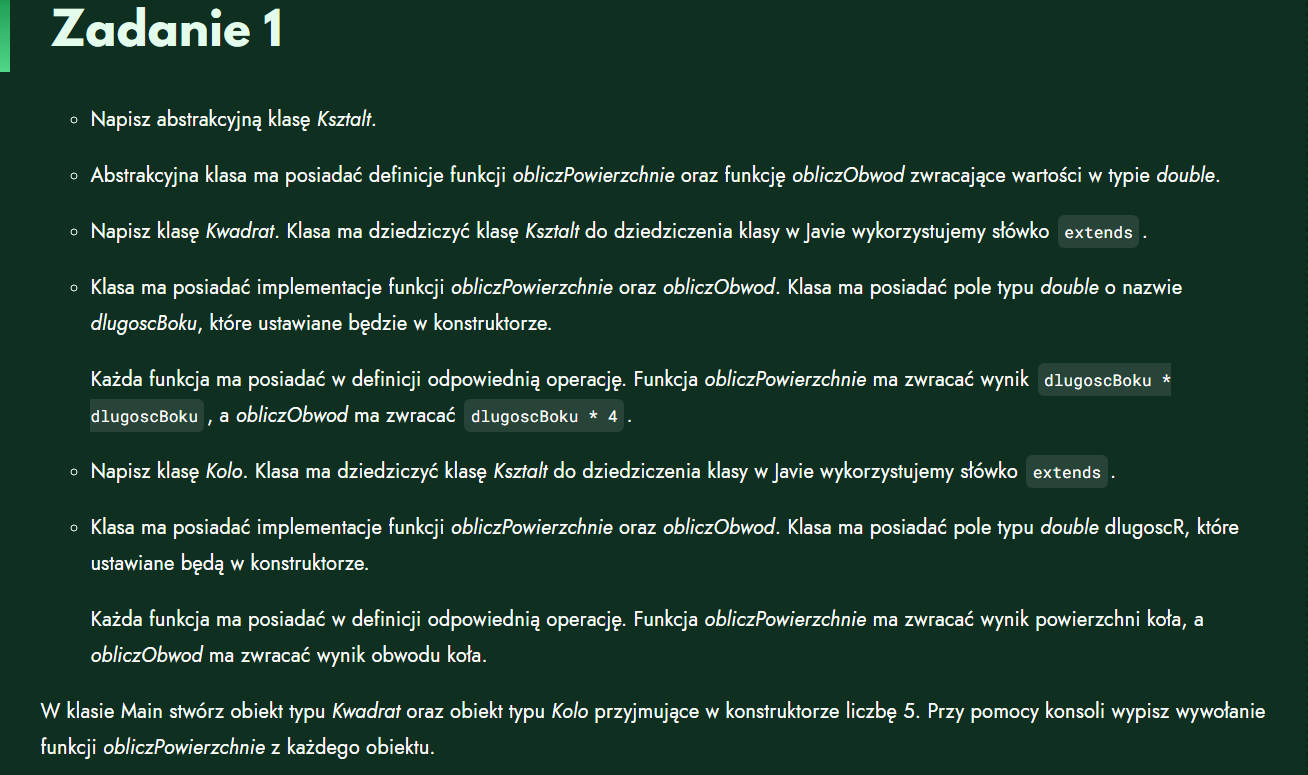 Zadanie 1
Napisz abstrakcyjną klasę Kształt.
Abstrakcyjna klasa ma posiadać definicje funkcji obliczPowierzchnie oraz funkcję obliczObwod zwracające wartości w typie double.
Napisz klasę Kwadrat. Klasa ma dziedziczyć klasę Kształt do dziedziczenia klasy w Javie wykorzystujemy słówko extends .
Klasa ma posiadać implementacje funkcji obliczPowierzchnie oraz obliczObwod. Klasa ma posiadać pole typu double o nazwie
dlugoscBoku, które ustawiane będzie w konstruktorze.
Każda funkcja ma posiadać w definicji odpowiednią operację. Funkcja obliczPowierzchnie ma zwracać wynik dlugoscBoku *
dlugoscBoku , a obliczObwod ma zwracać dlugoscBoku * 4 .
Napisz klasę Kolo. Klasa ma dziedziczyć klasę Kształt do dziedziczenia klasy w Javie wykorzystujemy słówko extends .
Klasa ma posiadać implementacje funkcji obliczPowierzchnie oraz obliczObwod. Klasa ma posiadać pole typu double dlugoscR, które
ustawiane będą w konstruktorze.
Każda funkcja ma posiadać w definicji odpowiednią operację. Funkcja obliczPowierzchnie ma zwracać wynik powierzchni koła, a
obliczObwod ma zwracać wynik obwodu koła.
W klasie Main stwórz obiekt typu Kwadrat oraz obiekt typu Kolo przyjmujące w konstruktorze liczbę 5. Przy pomocy konsoli wypisz wywołanie
funkcji obliczPowierzchnie z każdego obiektu.